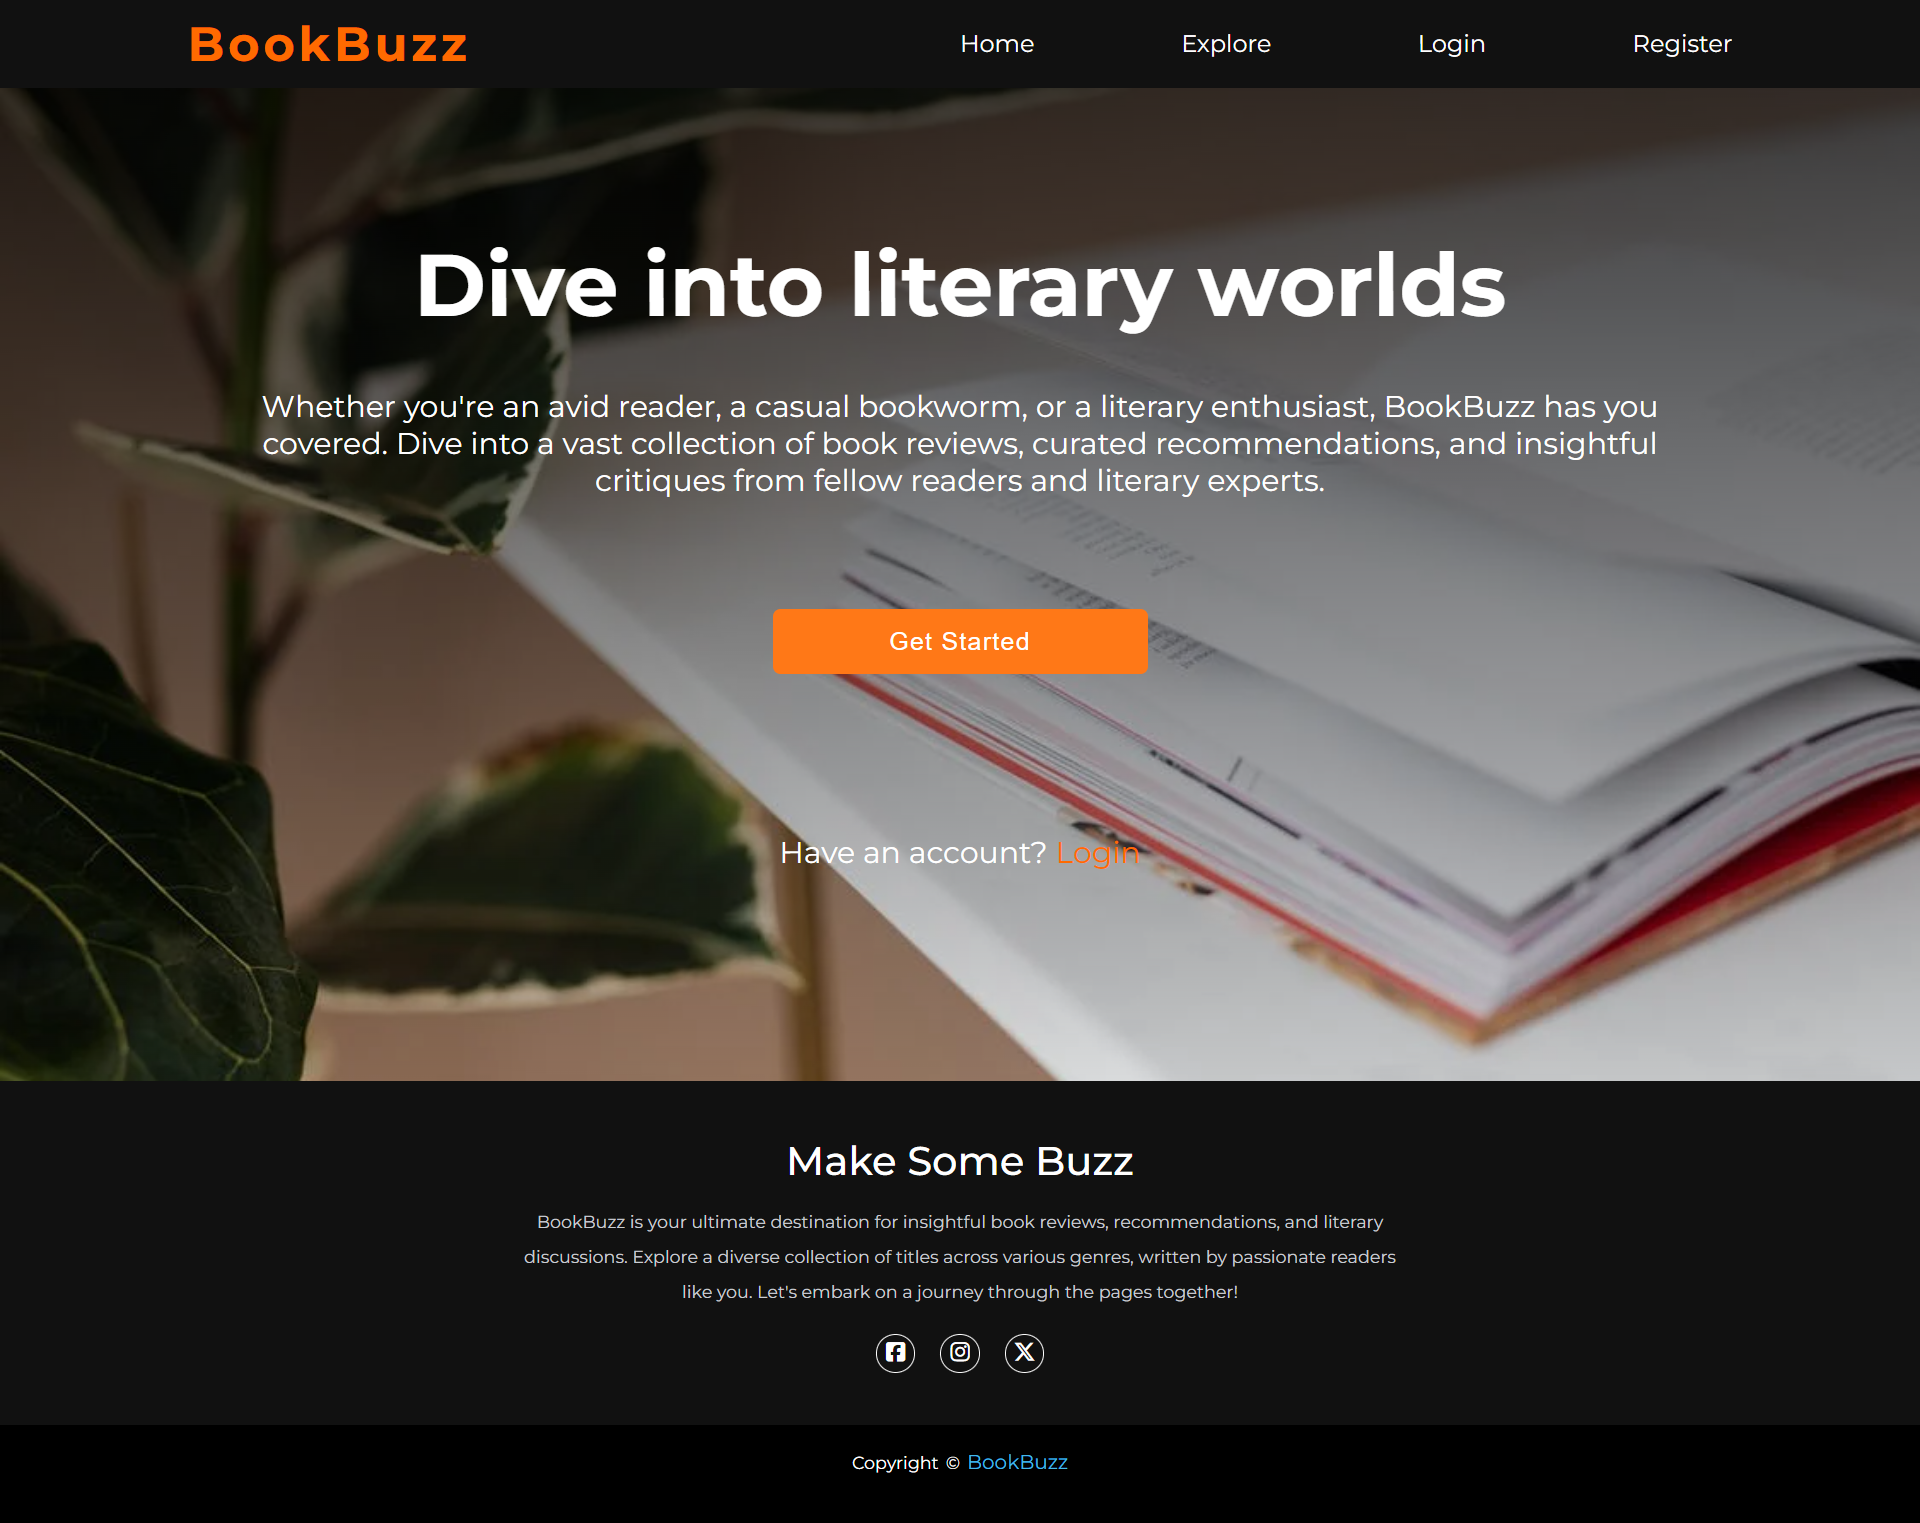 BookBuzz
Home
Explore
Login
Register
Dive into literary worlds
Whether you're an avid reader, a casual bookworm, or a literary enthusiast, BookBuzz has you
covered. Dive into a vast collection of book reviews, curated recommendations, and insightful
critiques from fellow readers and literary experts.
Get Started
Have an account? Login
Make Some Buzz
BookBuzz is your ultimate destination for insightful book reviews, recommendations, and literary
discussions. Explore a diverse collection of titles across various genres, written by passionate readers
like you. Let's embark on a journey through the pages together!
Copyright © BookBuzz